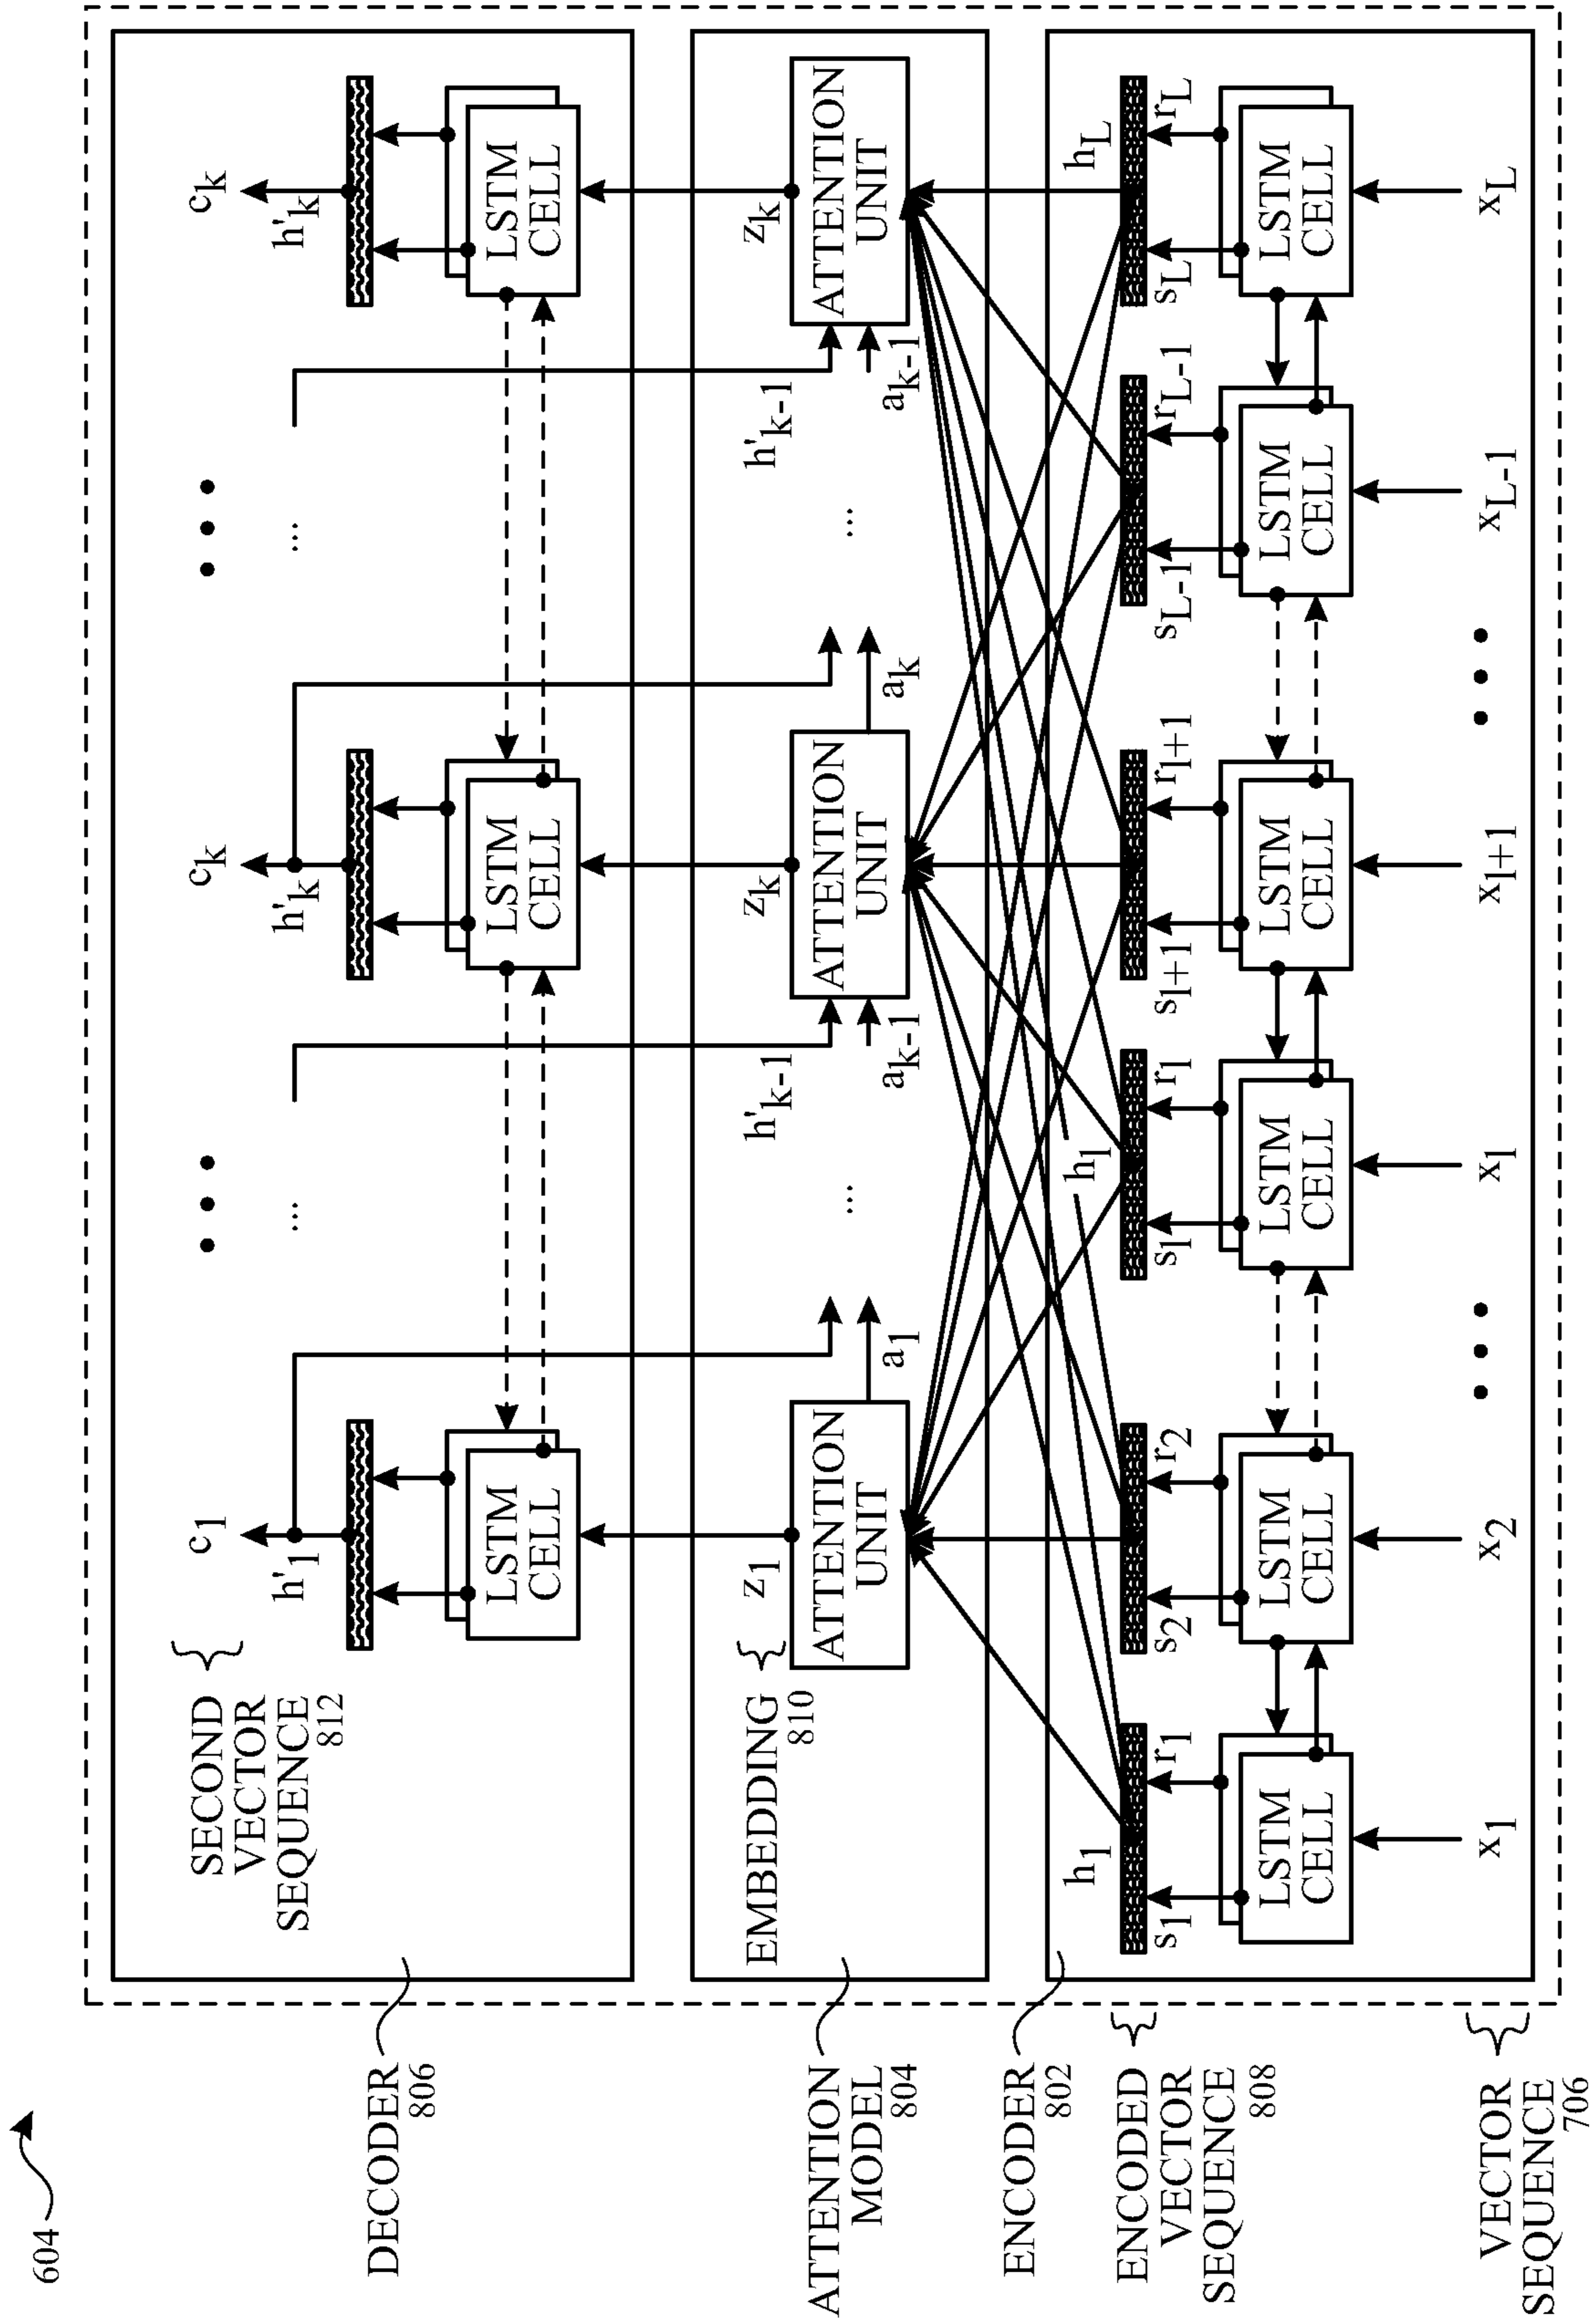 604
c1 ck ck
SECOND
VECTOR
SEQUENCE
812
• • • • • •
h'1 ... h'k ... h'k
LSTM
CELL
LSTM
CELL
LSTM
CELL
DECODER
806
EMBEDDING
810
z1 h'k-1 zk h'k-1 zk
ATTENTION
UNIT
ATTENTION
UNIT
ATTENTION
UNIT
a1 ... ak-1 ak ... ak-1
ATTENTION
MODEL
804
ENCODER
802
h1 hl hL
ENCODED
VECTOR
SEQUENCE
808
s1 r1 s2 r2 sl rl sl+1 rl+1 sL-1 rL-1 sL rL
LSTM
CELL
LSTM
CELL
LSTM
CELL
LSTM
CELL
LSTM
CELL
LSTM
CELL
VECTOR
SEQUENCE
706
x1 x2 • • • xl xl+1 • • • xL-1 xL